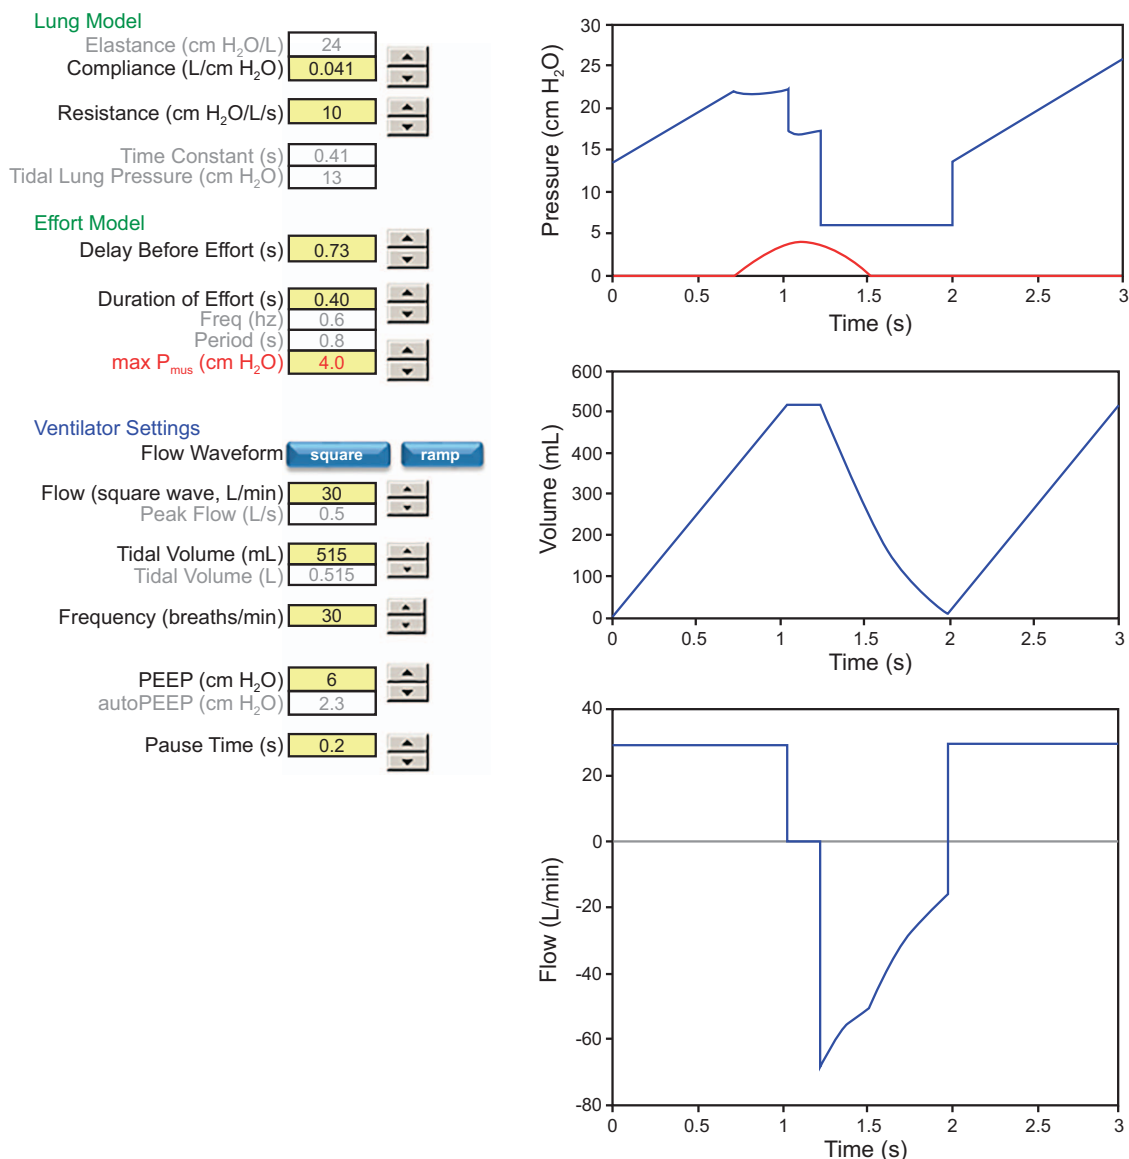 Lung Model
Elastance (cm H₂O/L) 24
Compliance (L/cm H₂O) 0.041
Resistance (cm H₂O/L/s) 10
Time Constant (s) 0.41
Tidal Lung Pressure (cm H₂O) 13
Effort Model
Delay Before Effort (s) 0.73
Duration of Effort (s) 0.40
Freq (hz) 0.6
Period (s) 0.8
max Pmus (cm H₂O) 4.0
Ventilator Settings
Flow Waveform square ramp
Flow (square wave, L/min) 30
Peak Flow (L/s) 0.5
Tidal Volume (mL) 515
Tidal Volume (L) 0.515
Frequency (breaths/min) 30
PEEP (cm H₂O) 6
autoPEEP (cm H₂O) 2.3
Pause Time (s) 0.2
Pressure (cm H₂O)
30
25
20
15
10
5
0
0 0.5 1 1.5 2 2.5 3
Time (s)
Volume (mL)
600
500
400
300
200
100
0
0 0.5 1 1.5 2 2.5 3
Time (s)
Flow (L/min)
40
20
0
-20
-40
-60
-80
0 0.5 1 1.5 2 2.5 3
Time (s)